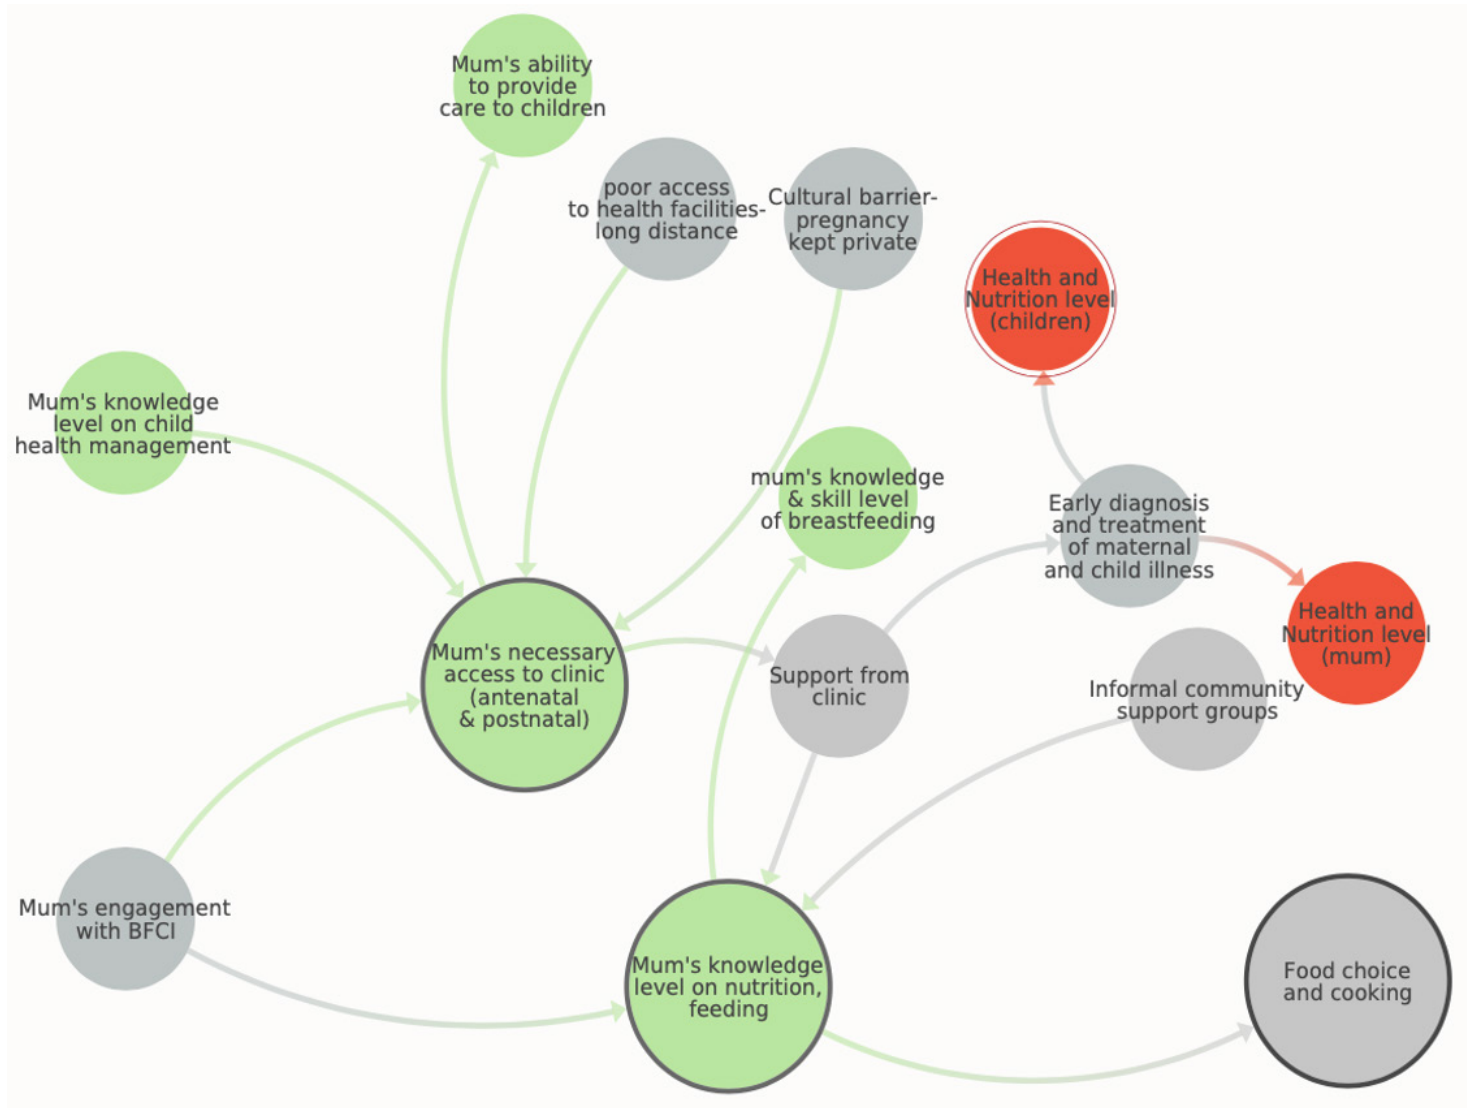 Mum's ability
to provide
care to children
poor access
to health facilities-
long distance
Cultural barrier-
pregnancy
kept private
Health and
Nutrition level
(children)
Mum's knowledge
level on child
health management
mum's knowledge
& skill level
of breastfeeding
Early diagnosis
and treatment
of maternal
and child illness
Health and
Nutrition level
(mum)
Mum's necessary
access to clinic
(antenatal
& postnatal)
Support from
clinic
Informal community
support groups
Mum's engagement
with BFCI
Mum's knowledge
level on nutrition,
feeding
Food choice
and cooking